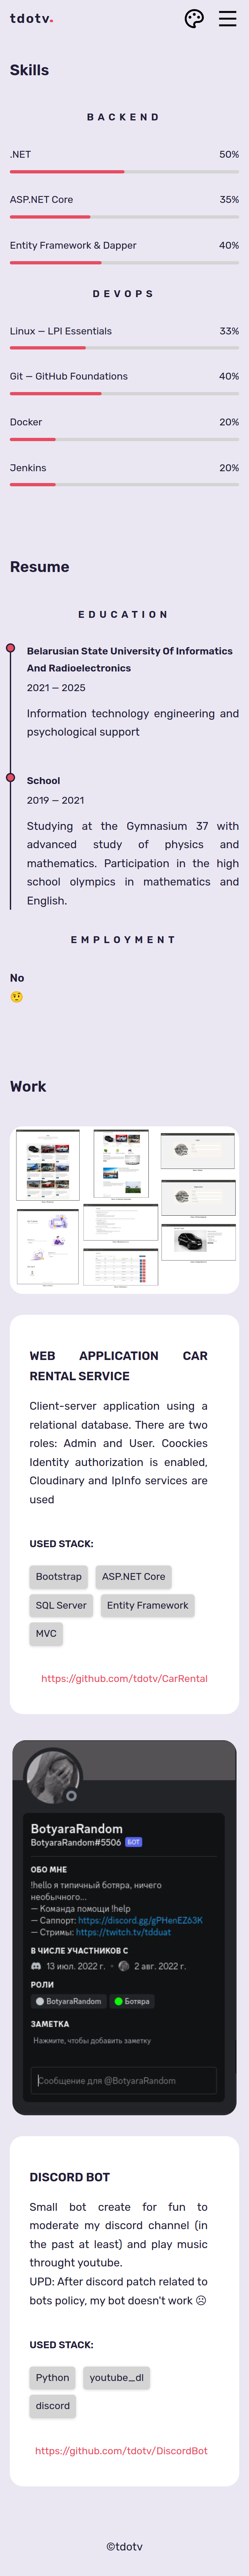 tdotv.
Skills
BACKEND
.NET 50%
ASP.NET Core 35%
Entity Framework & Dapper 40%
DEVOPS
Linux — LPI Essentials 33%
Git — GitHub Foundations 40%
Docker 20%
Jenkins 20%
Resume
EDUCATION
Belarusian State University Of Informatics
And Radioelectronics
2021 — 2025
Information technology engineering and
psychological support
School
2019 — 2021
Studying at the Gymnasium 37 with
advanced study of physics and
mathematics. Participation in the high
school olympics in mathematics and
English.
EMPLOYMENT
No
🤨
Work
WEB APPLICATION CAR
RENTAL SERVICE
Client-server application using a
relational database. There are two
roles: Admin and User. Coockies
Identity authorization is enabled,
Cloudinary and IpInfo services are
used
USED STACK:
Bootstrap ASP.NET Core
SQL Server Entity Framework
MVC
https://github.com/tdotv/CarRental
BotyaraRandom
BotyaraRandom#5506 БОТ
ОБО МНЕ
!hello я типичный ботяра, ничего
необычного...
— Команда помощи !help
— Саппорт: https://discord.gg/gPHenEZ63K
— Стримы: https://twitch.tv/tdduat
В ЧИСЛЕ УЧАСТНИКОВ С
13 июл. 2022 г. • 2 авг. 2022 г.
РОЛИ
BotyaraRandom Ботяра
ЗАМЕТКА
Нажмите, чтобы добавить заметку
Сообщение для @BotyaraRandom
DISCORD BOT
Small bot create for fun to
moderate my discord channel (in
the past at least) and play music
throught youtube.
UPD: After discord patch related to
bots policy, my bot doesn't work ☹
USED STACK:
Python youtube_dl
discord
https://github.com/tdotv/DiscordBot
©tdotv